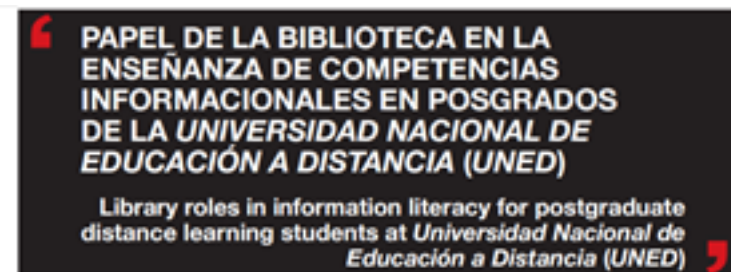 PAPEL DE LA BIBLIOTECA EN LA
ENSEÑANZA DE COMPETENCIAS
INFORMACIONALES EN POSGRADOS
DE LA UNIVERSIDAD NACIONAL DE
EDUCACIÓN A DISTANCIA (UNED)
Library roles in information literacy for postgraduate
distance learning students at Universidad Nacional de
Educación a Distancia (UNED)